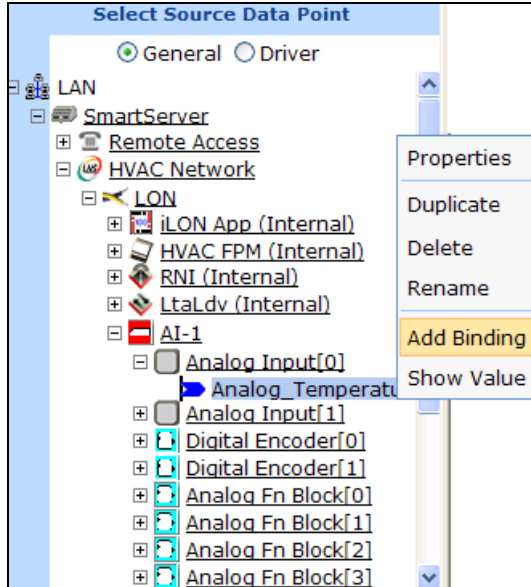 Select Source Data Point
General Driver
LAN
SmartServer
Remote Access
HVAC Network
LON
iLON App (Internal)
HVAC FPM (Internal)
RNI (Internal)
LtaLdv (Internal)
AI-1
Analog Input[0]
Analog_Temperatu
Analog Input[1]
Digital Encoder[0]
Digital Encoder[1]
Analog Fn Block[0]
Analog Fn Block[1]
Analog Fn Block[2]
Analog Fn Block[3]
Properties
Duplicate
Delete
Rename
Add Binding
Show Value